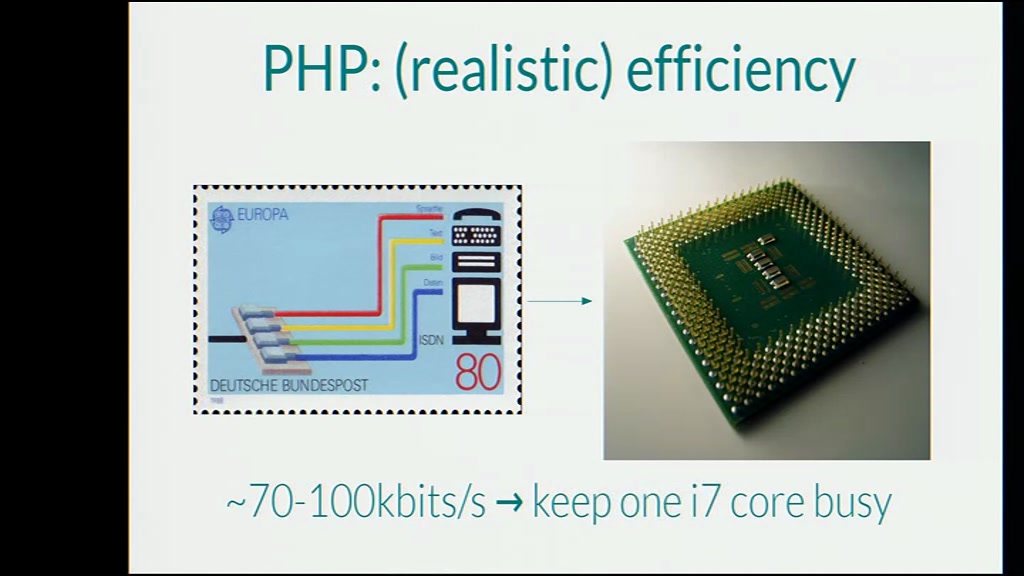 PHP: (realistic) efficiency
EUROPA
Sprache
Text
Bild
Daten
ISDN
80
DEUTSCHE BUNDESPOST
1988
~70-100kbits/s → keep one i7 core busy